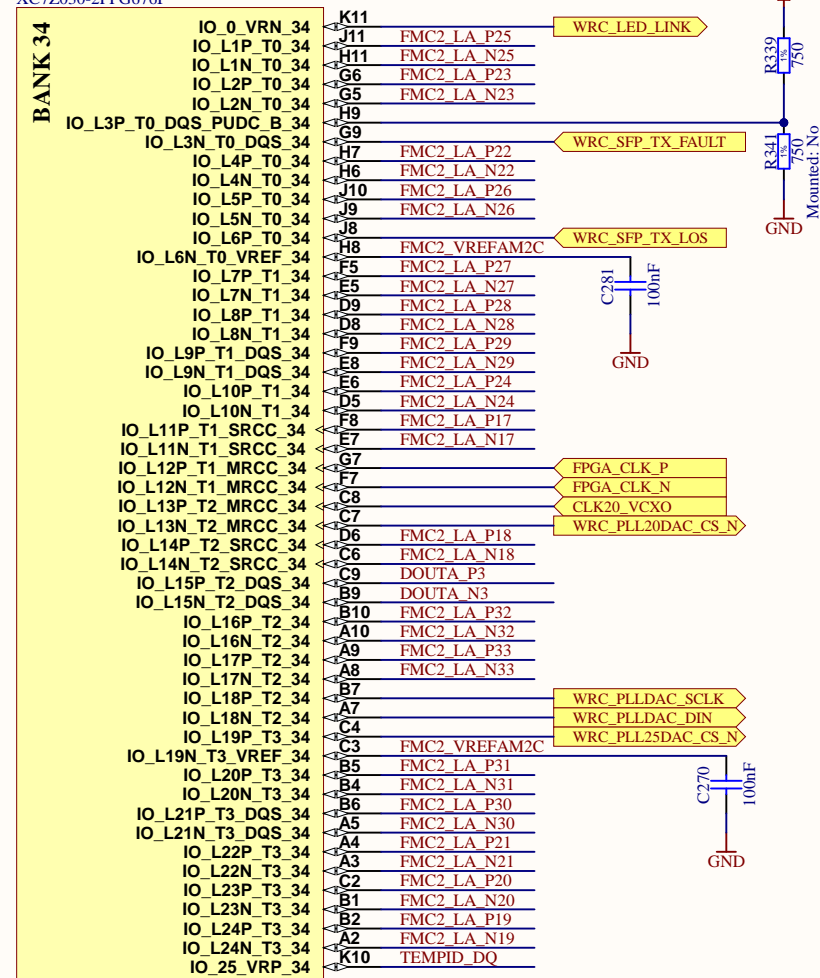 XC7Z030-2FFG676I
BANK 34
IO_0_VRN_34 K11 WRC_LED_LINK
IO_L1P_T0_34 J11 FMC2_LA_P25
IO_L1N_T0_34 H11 FMC2_LA_N25
IO_L2P_T0_34 G6 FMC2_LA_P23
IO_L2N_T0_34 G5 FMC2_LA_N23
IO_L3P_T0_DQS_PUDC_B_34 H9
IO_L3N_T0_DQS_34 G9 WRC_SFP_TX_FAULT
IO_L4P_T0_34 H7 FMC2_LA_P22
IO_L4N_T0_34 H6 FMC2_LA_N22
IO_L5P_T0_34 J10 FMC2_LA_P26
IO_L5N_T0_34 J9 FMC2_LA_N26
IO_L6P_T0_34 J8 WRC_SFP_TX_LOS
IO_L6N_T0_VREF_34 H8 FMC2_VREFAM2C
IO_L7P_T1_34 F5 FMC2_LA_P27
IO_L7N_T1_34 E5 FMC2_LA_N27
IO_L8P_T1_34 D9 FMC2_LA_P28
IO_L8N_T1_34 D8 FMC2_LA_N28
IO_L9P_T1_DQS_34 F9 FMC2_LA_P29
IO_L9N_T1_DQS_34 E8 FMC2_LA_N29
IO_L10P_T1_34 E6 FMC2_LA_P24
IO_L10N_T1_34 D5 FMC2_LA_N24
IO_L11P_T1_SRCC_34 F8 FMC2_LA_P17
IO_L11N_T1_SRCC_34 E7 FMC2_LA_N17
IO_L12P_T1_MRCC_34 G7 FPGA_CLK_P
IO_L12N_T1_MRCC_34 F7 FPGA_CLK_N
IO_L13P_T2_MRCC_34 C8 CLK20_VCXO
IO_L13N_T2_MRCC_34 C7 WRC_PLL20DAC_CS_N
IO_L14P_T2_SRCC_34 D6 FMC2_LA_P18
IO_L14N_T2_SRCC_34 C6 FMC2_LA_N18
IO_L15P_T2_DQS_34 C9 DOUTA_P3
IO_L15N_T2_DQS_34 B9 DOUTA_N3
IO_L16P_T2_34 B10 FMC2_LA_P32
IO_L16N_T2_34 A10 FMC2_LA_N32
IO_L17P_T2_34 A9 FMC2_LA_P33
IO_L17N_T2_34 A8 FMC2_LA_N33
IO_L18P_T2_34 B7 WRC_PLLDAC_SCLK
IO_L18N_T2_34 A7 WRC_PLLDAC_DIN
IO_L19P_T3_34 C4 WRC_PLL25DAC_CS_N
IO_L19N_T3_VREF_34 C3 FMC2_VREFAM2C
IO_L20P_T3_34 B5 FMC2_LA_P31
IO_L20N_T3_34 B4 FMC2_LA_N31
IO_L21P_T3_DQS_34 B6 FMC2_LA_P30
IO_L21N_T3_DQS_34 A5 FMC2_LA_N30
IO_L22P_T3_34 A4 FMC2_LA_P21
IO_L22N_T3_34 A3 FMC2_LA_N21
IO_L23P_T3_34 C2 FMC2_LA_P20
IO_L23N_T3_34 B1 FMC2_LA_N20
IO_L24P_T3_34 B2 FMC2_LA_P19
IO_L24N_T3_34 A2 FMC2_LA_N19
IO_25_VRP_34 K10 TEMPID_DQ
R339
1%
750
R341
1%
750
Mounted: No
GND
C281
100nF
GND
C270
100nF
GND